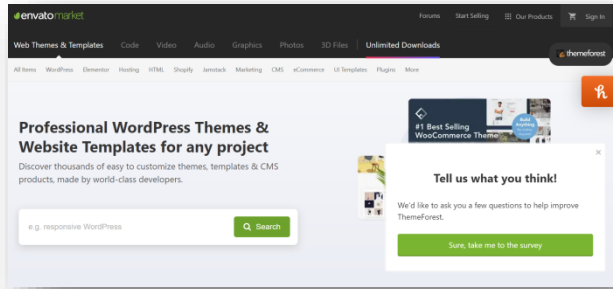 envatomarket
Forums Start Selling Our Products Sign In
Web Themes & Templates Code Video Audio Graphics Photos 3D Files Unlimited Downloads
themeforest
All items WordPress Elementor Hosting HTML Shopify Jamstack Marketing CMS eCommerce UI Templates Plugins More
h
#1 Best Selling
WooCommerce Theme
Build
Anything
Professional WordPress Themes &
Website Templates for any project
Discover thousands of easy to customize themes, templates & CMS
products, made by world-class developers.
e.g. responsive WordPress
Search
×
Tell us what you think!
We'd like to ask you a few questions to help improve
ThemeForest.
Sure, take me to the survey